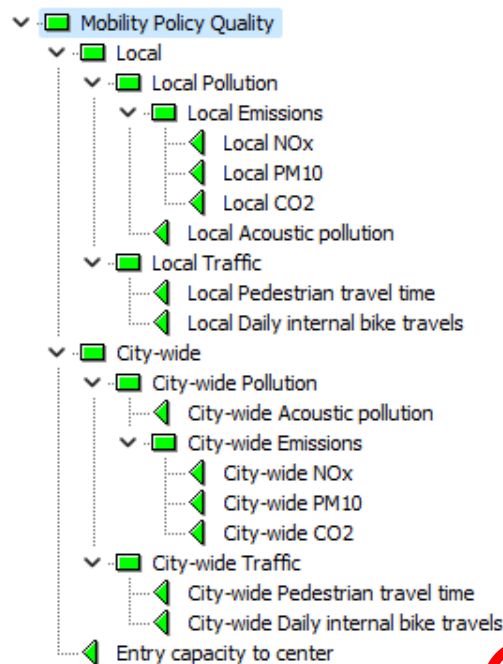 Mobility Policy Quality
Local
Local Pollution
Local Emissions
Local NOx
Local PM10
Local CO2
Local Acoustic pollution
Local Traffic
Local Pedestrian travel time
Local Daily internal bike travels
City-wide
City-wide Pollution
City-wide Acoustic pollution
City-wide Emissions
City-wide NOx
City-wide PM10
City-wide CO2
City-wide Traffic
City-wide Pedestrian travel time
City-wide Daily internal bike travels
Entry capacity to center